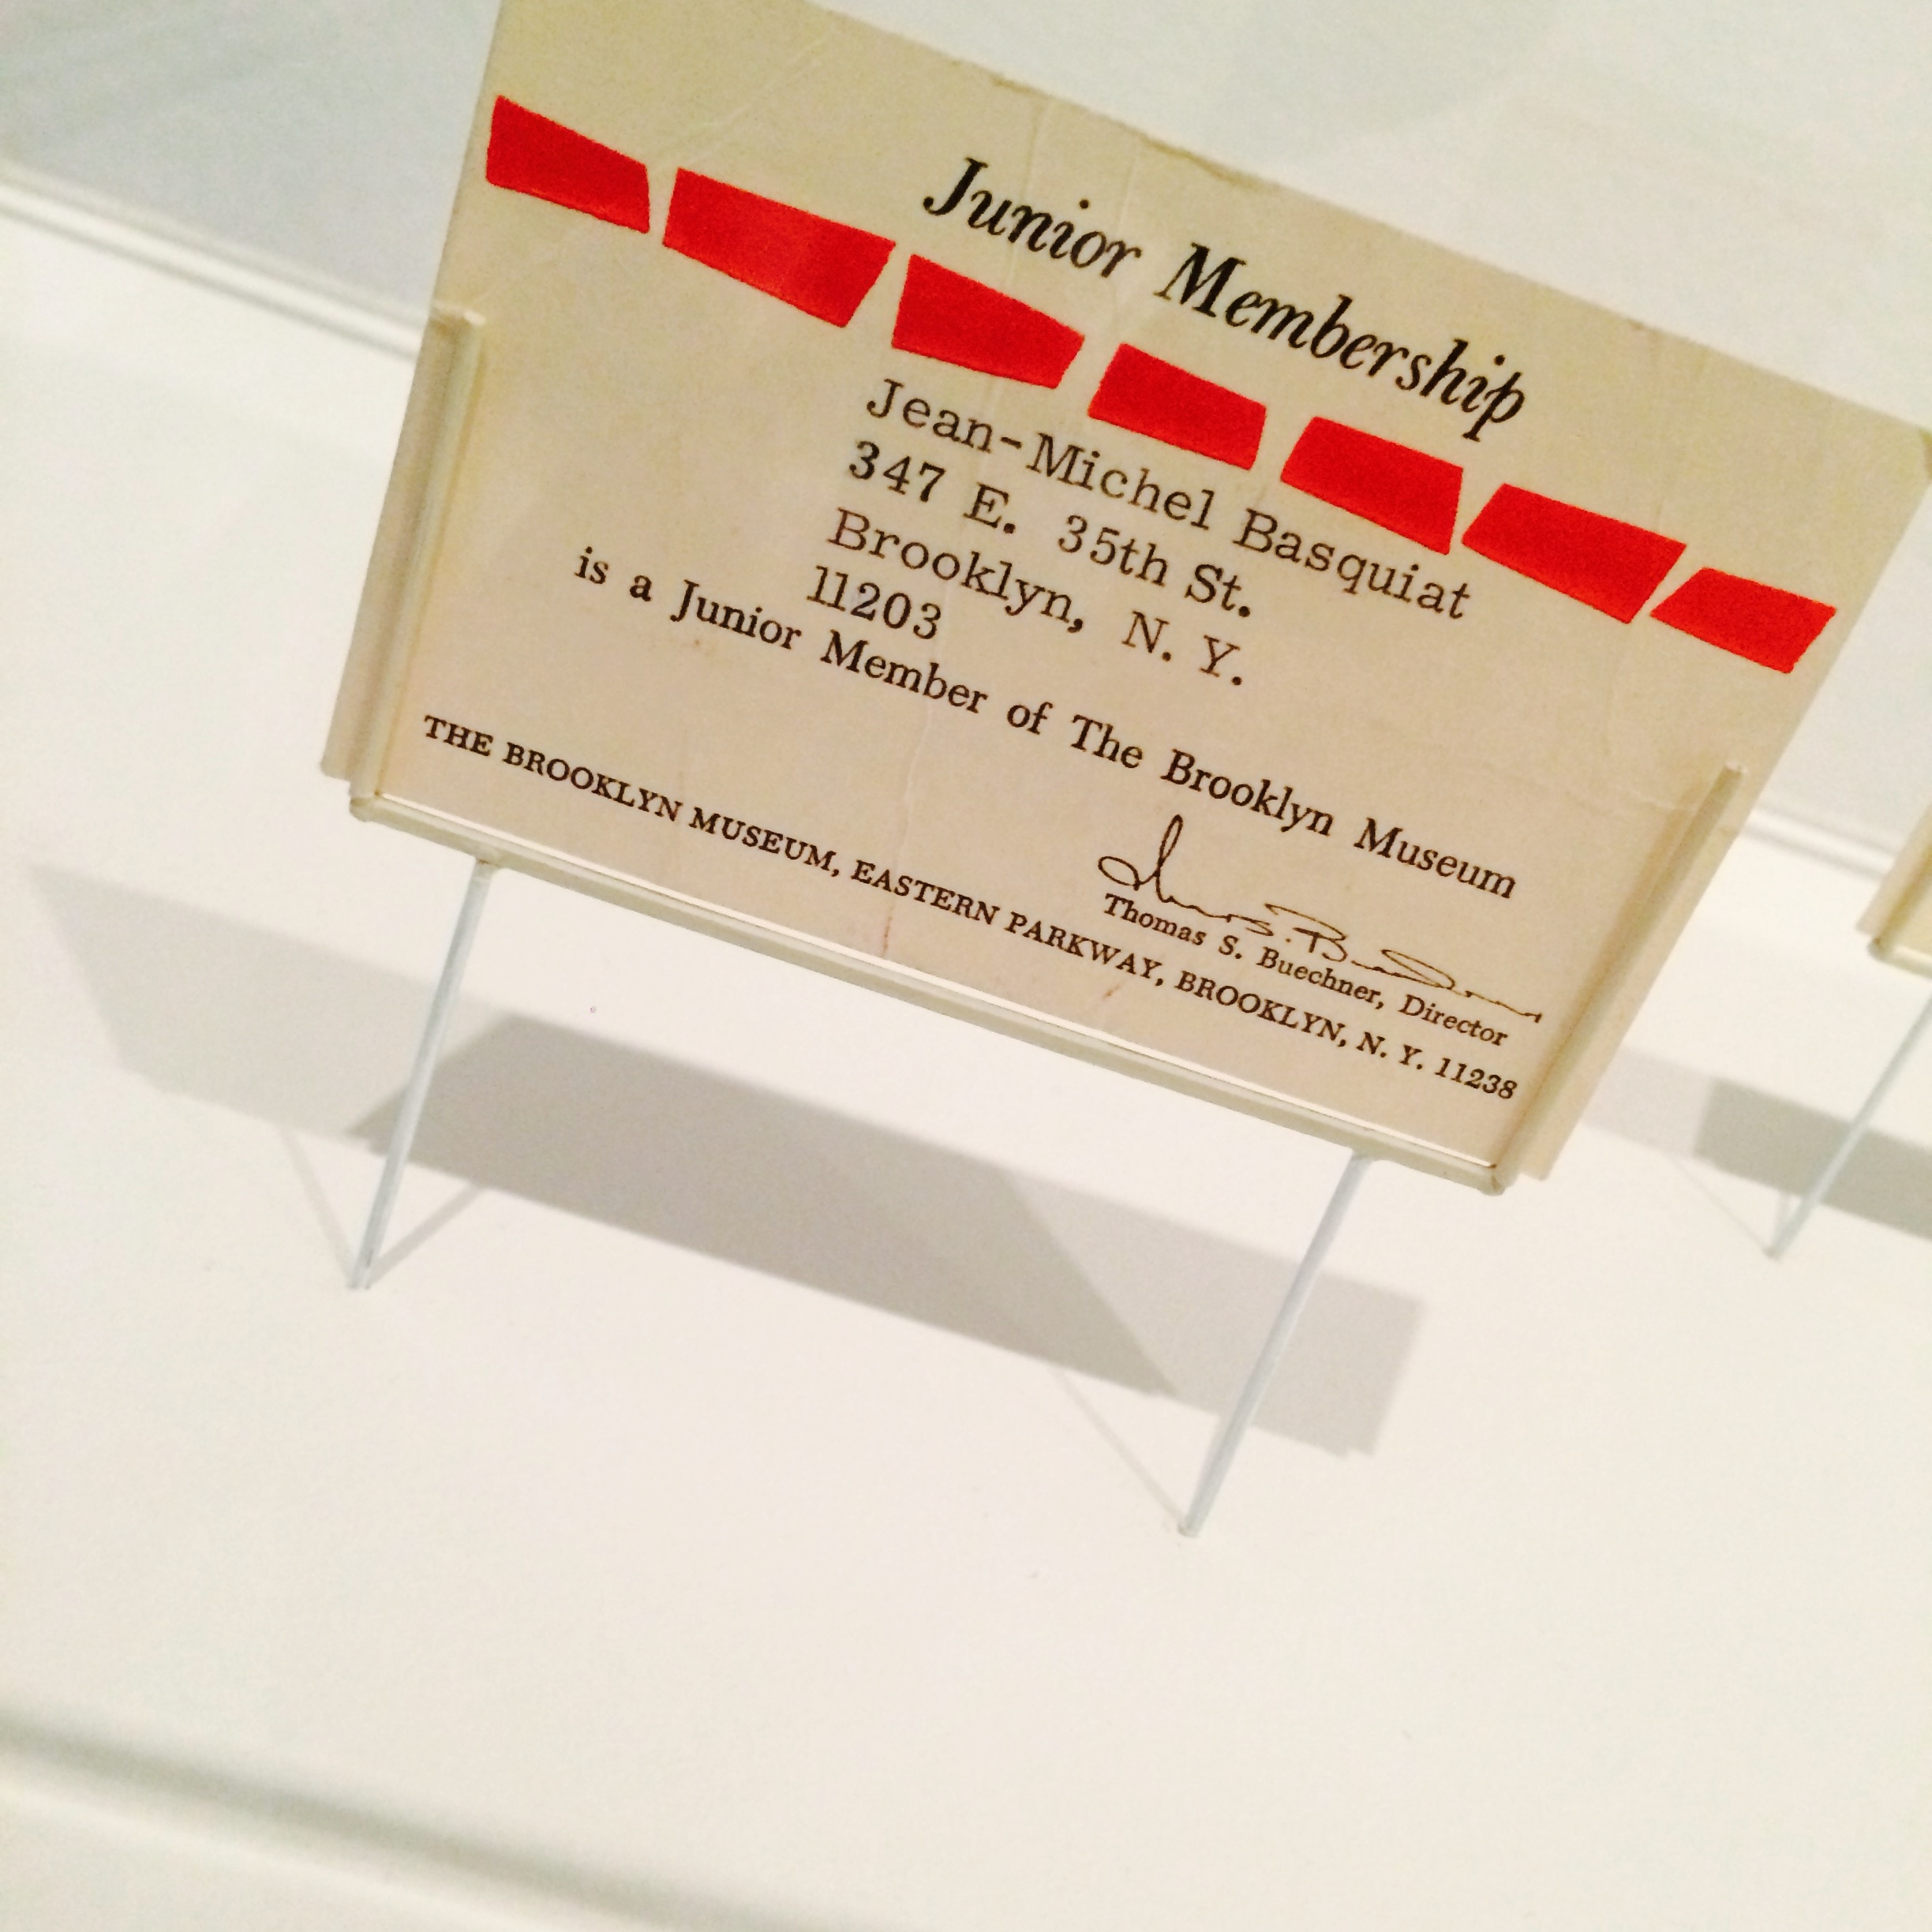 Junior Membership
Jean-Michel Basquiat
347 E. 35th St.
Brooklyn, N. Y.
11203
is a Junior Member of The Brooklyn Museum
Thomas S. Buechner, Director
THE BROOKLYN MUSEUM, EASTERN PARKWAY, BROOKLYN, N. Y. 11238